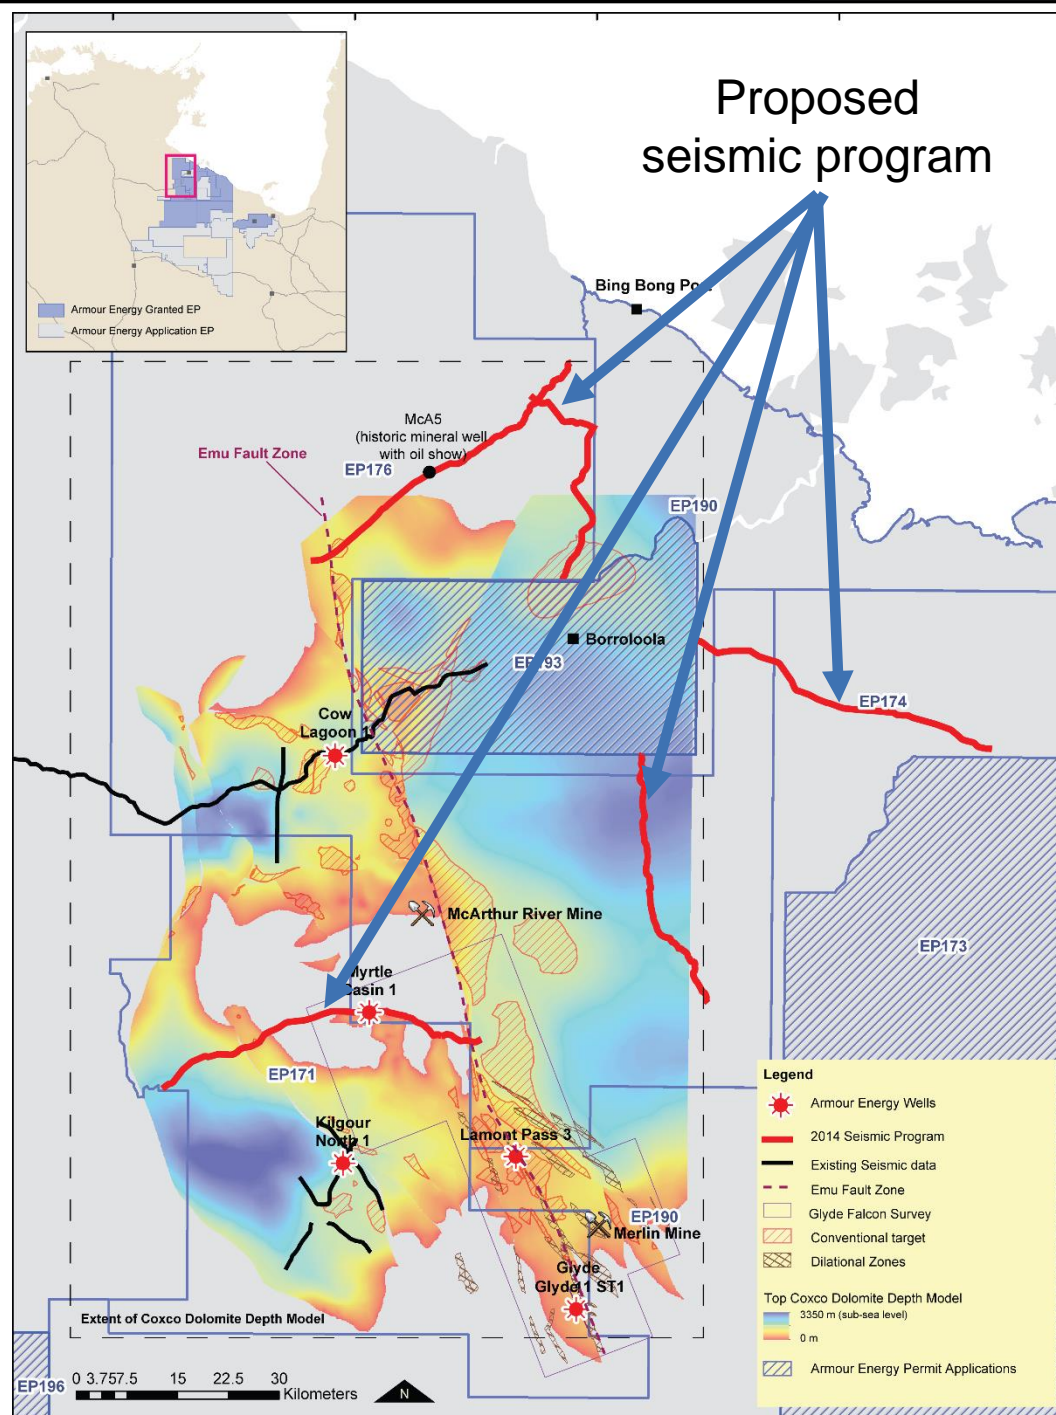 Proposed
seismic program
Armour Energy Granted EP
Armour Energy Application EP
Bing Bong Po
McA5
(historic mineral well
with oil show)
Emu Fault Zone
EP176
EP190
Borroloola
EP193
EP174
Cow
Lagoon 1
McArthur River Mine
EP173
Myrtle
Basin 1
EP171
Kilgour
North 1
Lamont Pass 3
EP190
Merlin Mine
Glyde
Glyde 1 ST1
Extent of Coxco Dolomite Depth Model
EP196
0 3.75 7.5 15 22.5 30
Kilometers
N
Legend
Armour Energy Wells
2014 Seismic Program
Existing Seismic data
Emu Fault Zone
Glyde Falcon Survey
Conventional target
Dilational Zones
Top Coxco Dolomite Depth Model
3350 m (sub-sea level)
0 m
Armour Energy Permit Applications